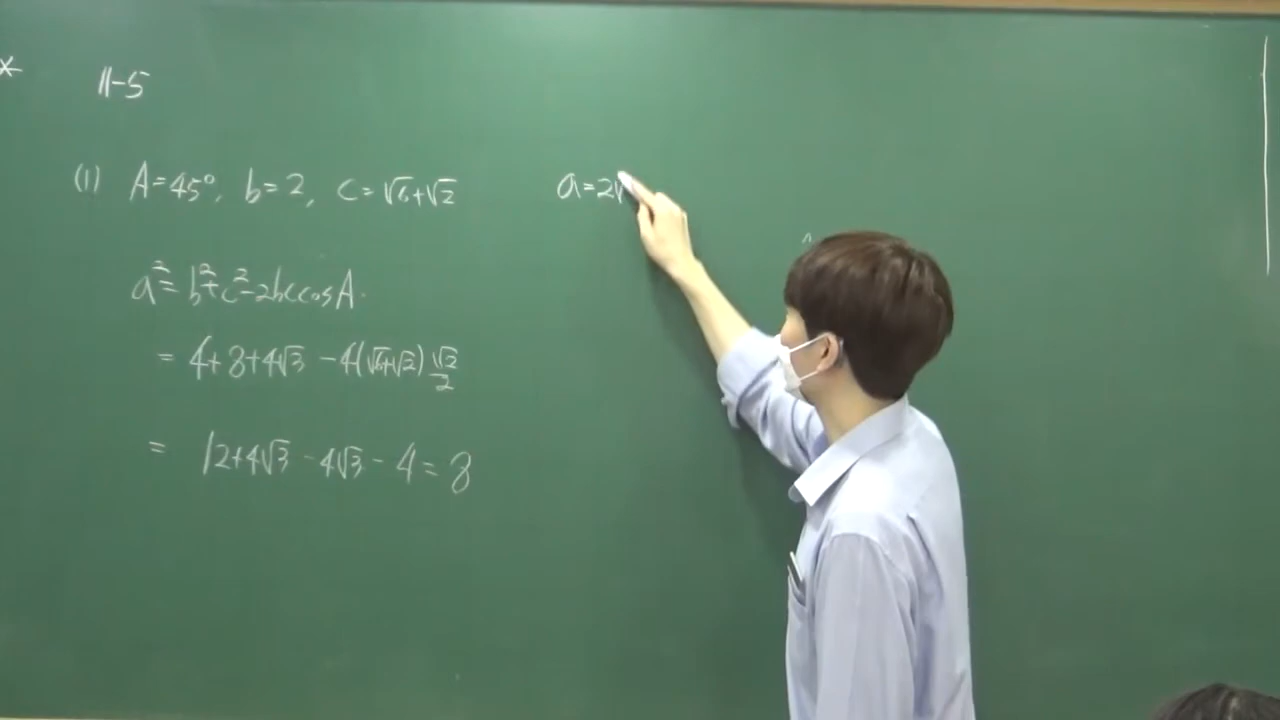 * 11-5
(1) A=45°, b=2, c=√6+√2
a²=b²+c²-2bc cosA.
= 4+8+4√3 -4(√6+√2) √2/2
= 12+4√3 -4√3 -4=8
a=2√